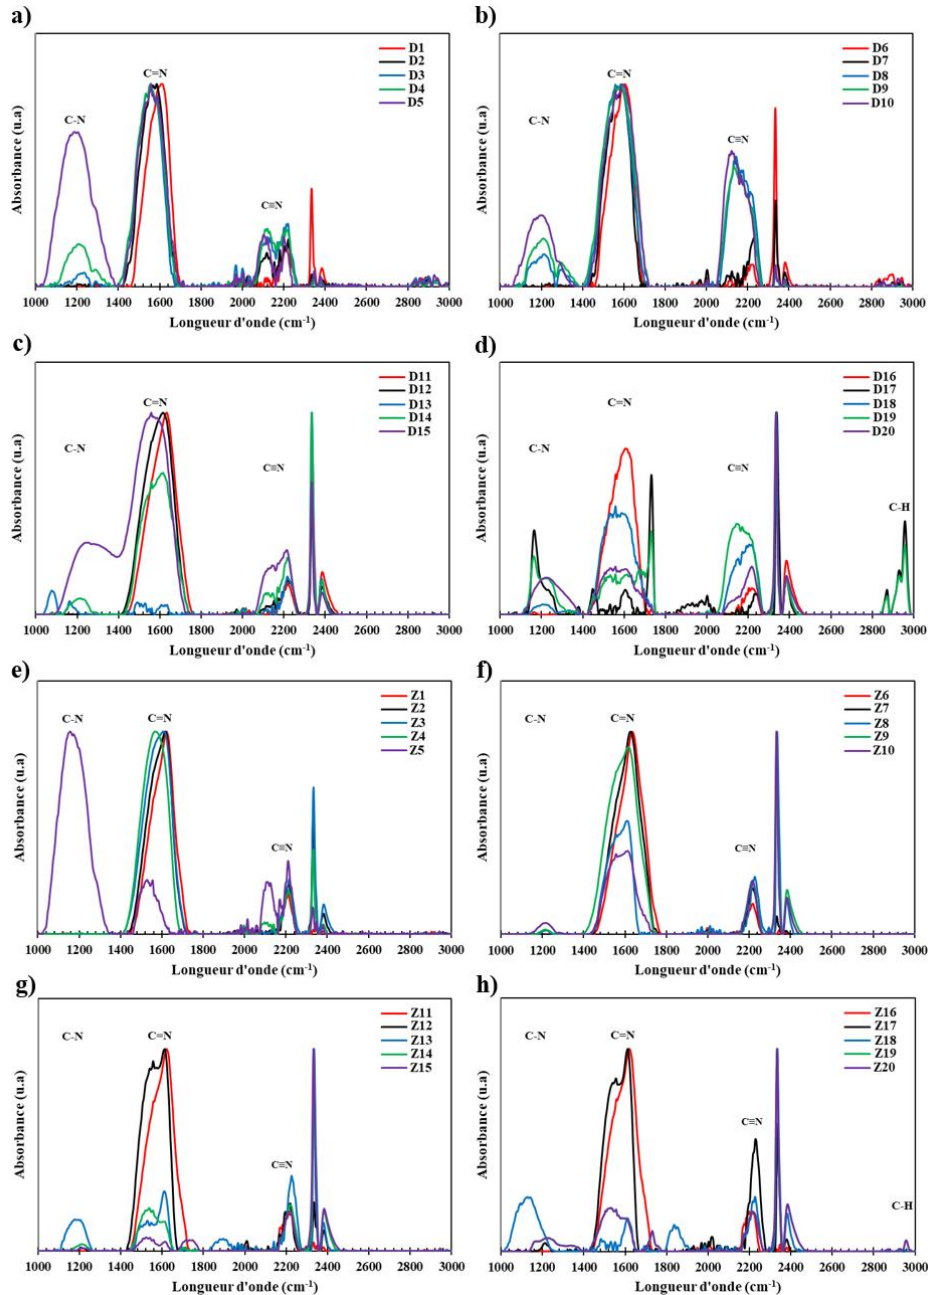 a)
D1
D2
D3
D4
D5
C-N
C=N
C≡N
Absorbance (u.a)
1000 1200 1400 1600 1800 2000 2200 2400 2600 2800 3000
Longueur d'onde (cm-1)
b)
D6
D7
D8
D9
D10
C-N
C=N
C≡N
Absorbance (u.a)
1000 1200 1400 1600 1800 2000 2200 2400 2600 2800 3000
Longueur d'onde (cm-1)
c)
D11
D12
D13
D14
D15
C-N
C=N
C≡N
Absorbance (u.a)
1000 1200 1400 1600 1800 2000 2200 2400 2600 2800 3000
Longueur d'onde (cm-1)
d)
D16
D17
D18
D19
D20
C-N
C=N
C≡N
C-H
Absorbance (u.a)
1000 1200 1400 1600 1800 2000 2200 2400 2600 2800 3000
Longueur d'onde (cm-1)
e)
Z1
Z2
Z3
Z4
Z5
C-N
C=N
C≡N
Absorbance (u.a)
1000 1200 1400 1600 1800 2000 2200 2400 2600 2800 3000
Longueur d'onde (cm-1)
f)
Z6
Z7
Z8
Z9
Z10
C-N
C=N
C≡N
Absorbance (u.a)
1000 1200 1400 1600 1800 2000 2200 2400 2600 2800 3000
Longueur d'onde (cm-1)
g)
Z11
Z12
Z13
Z14
Z15
C-N
C=N
C≡N
Absorbance (u.a)
1000 1200 1400 1600 1800 2000 2200 2400 2600 2800 3000
Longueur d'onde (cm-1)
h)
Z16
Z17
Z18
Z19
Z20
C-N
C=N
C≡N
C-H
Absorbance (u.a)
1000 1200 1400 1600 1800 2000 2200 2400 2600 2800 3000
Longueur d'onde (cm-1)